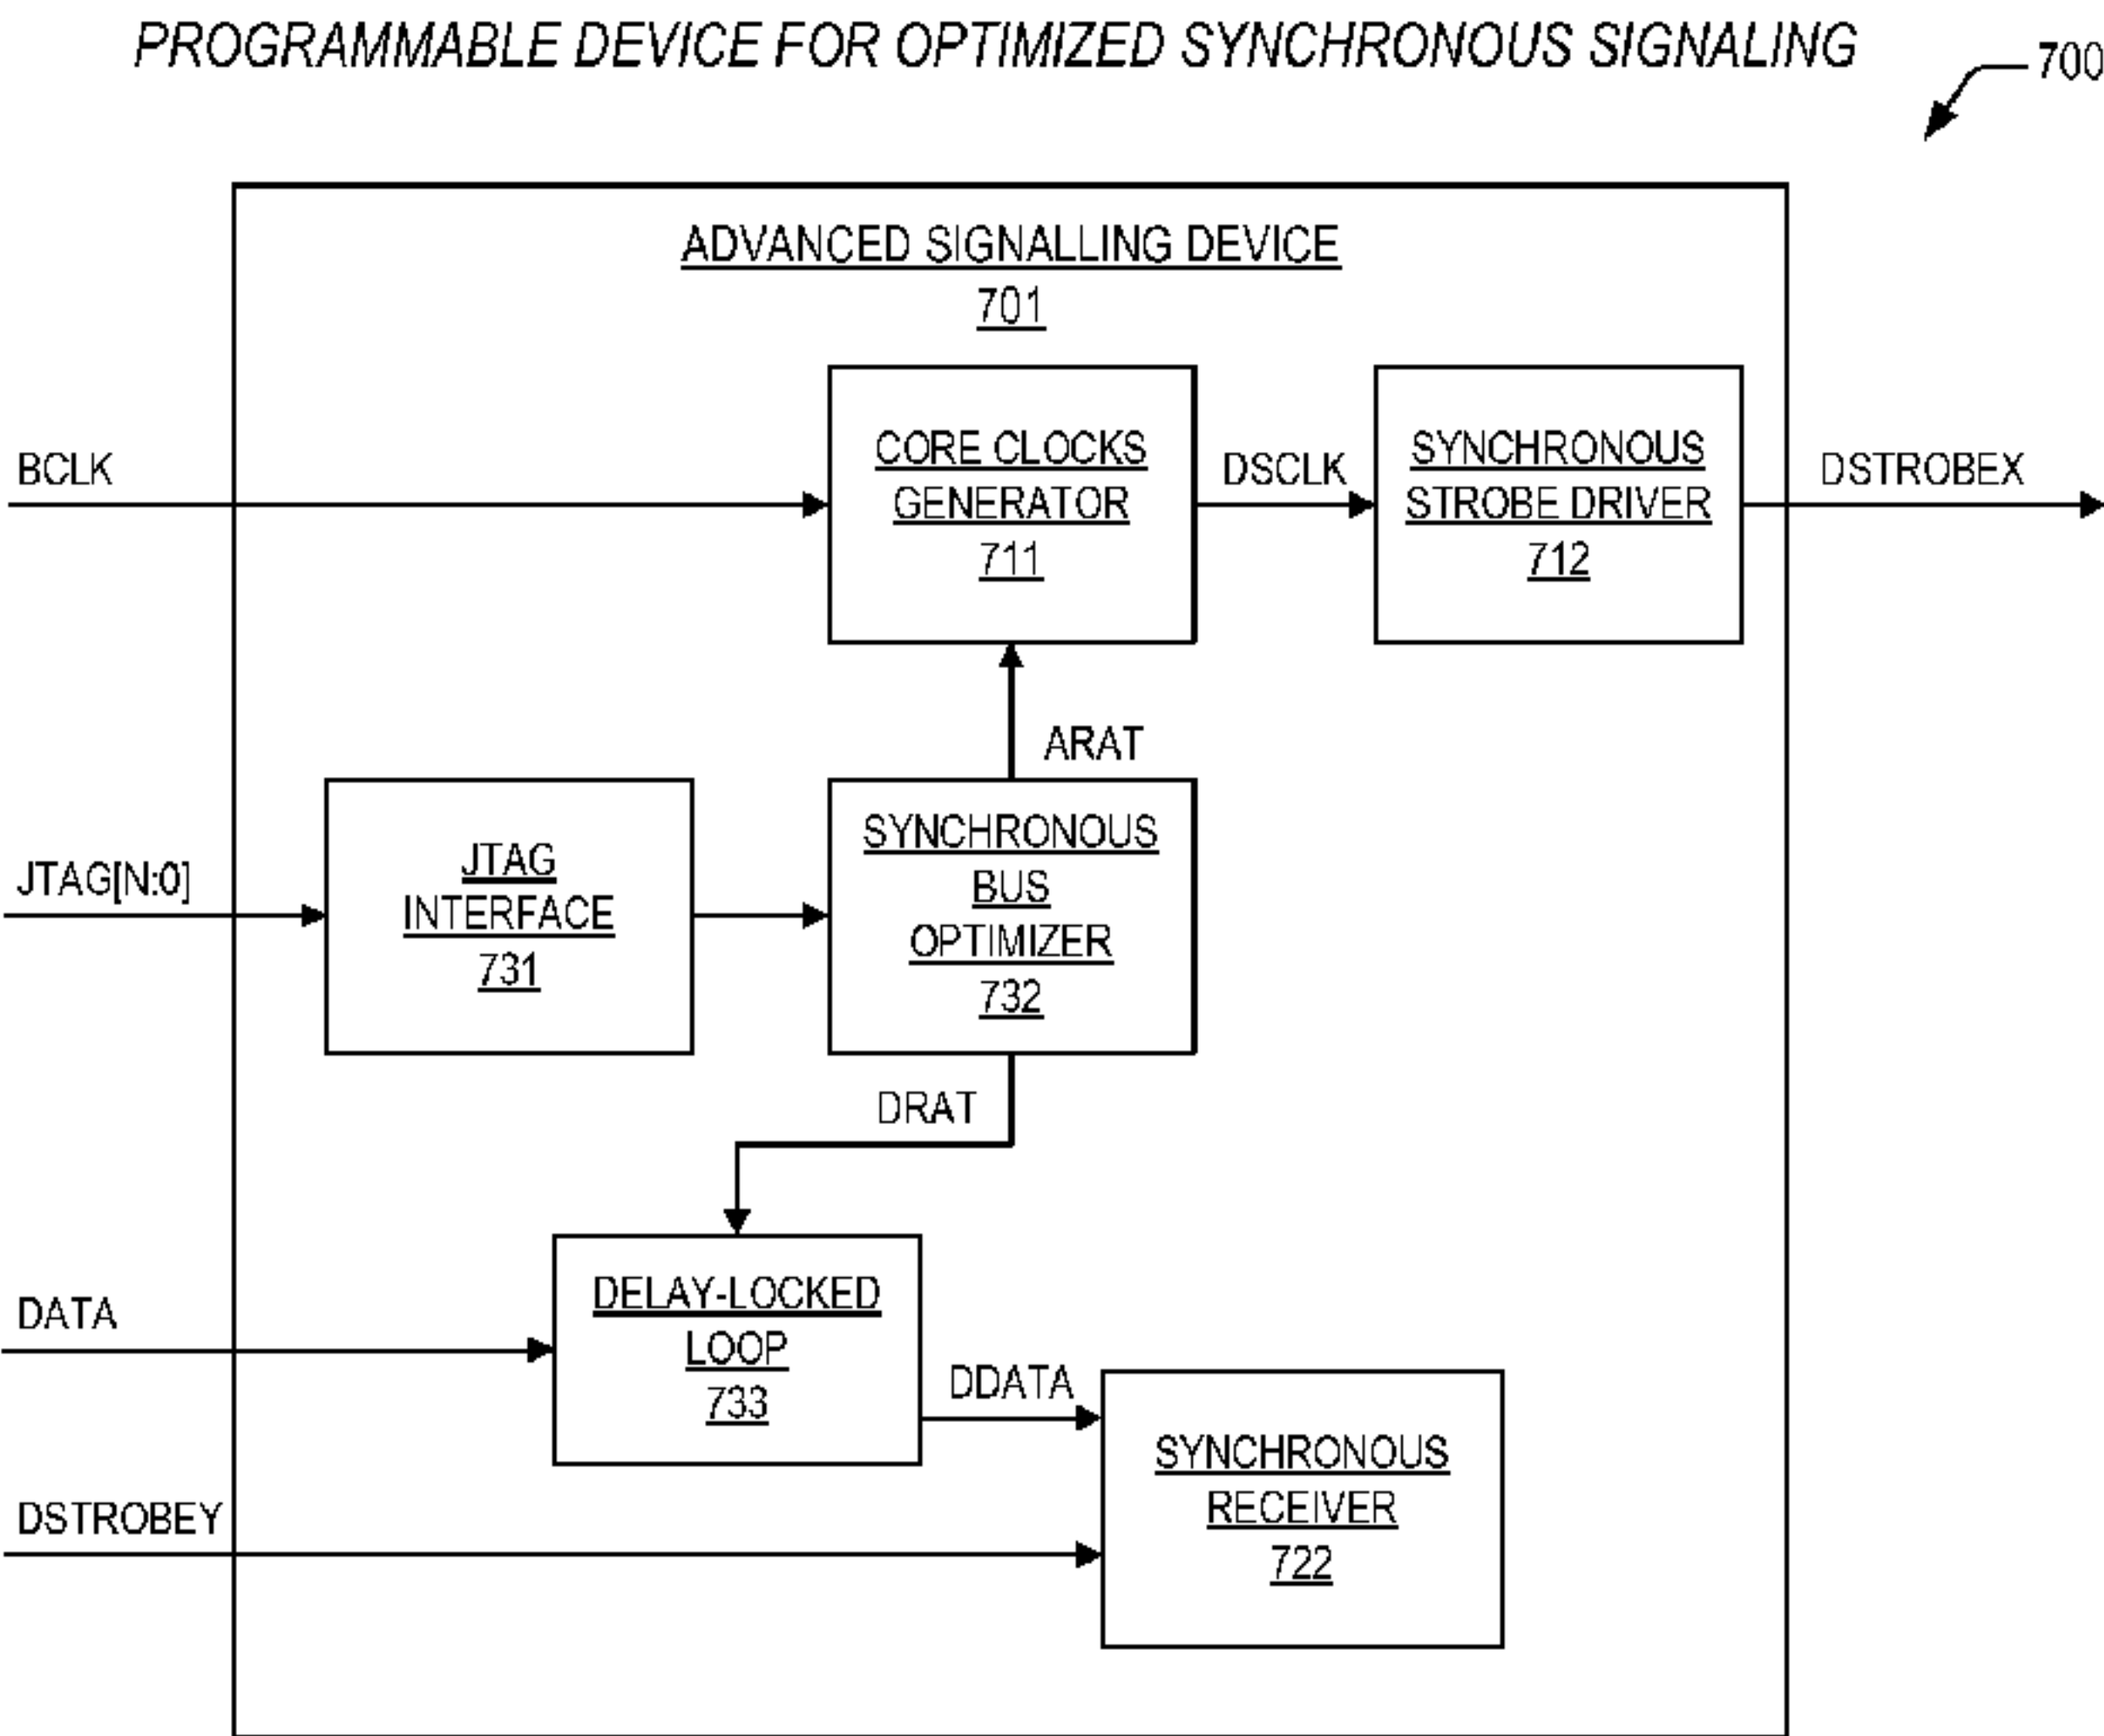 PROGRAMMABLE DEVICE FOR OPTIMIZED SYNCHRONOUS SIGNALING
700
ADVANCED SIGNALLING DEVICE
701
BCLK
CORE CLOCKS
GENERATOR
711
DSCLK
SYNCHRONOUS
STROBE DRIVER
712
DSTROBEX
ARAT
JTAG[N:0]
JTAG
INTERFACE
731
SYNCHRONOUS
BUS
OPTIMIZER
732
DRAT
DATA
DELAY-LOCKED
LOOP
733
DDATA
DSTROBEY
SYNCHRONOUS
RECEIVER
722